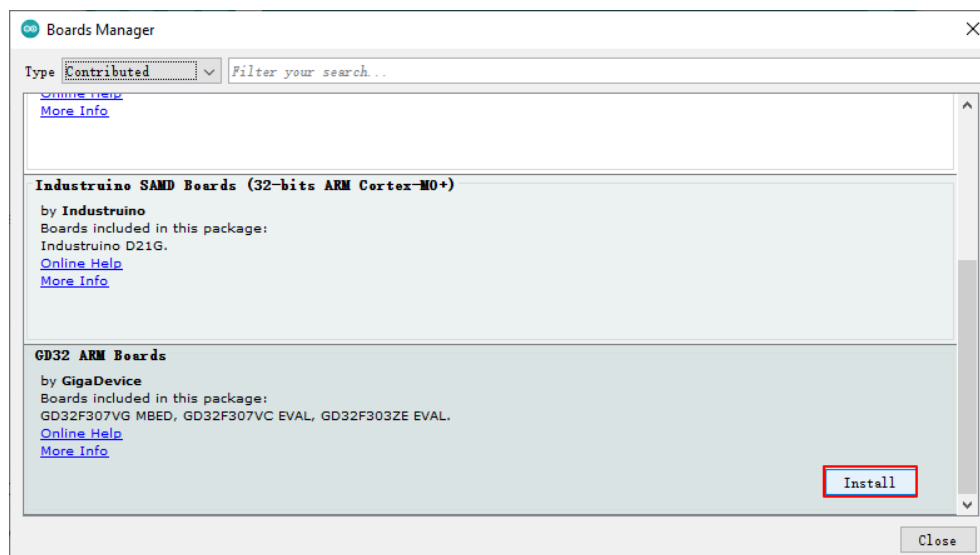 Boards Manager
Type Contributed Filter your search...
Online Help
More Info
Industruino SAMD Boards (32-bits ARM Cortex-M0+)
by Industruino
Boards included in this package:
Industruino D21G.
Online Help
More Info
GD32 ARM Boards
by GigaDevice
Boards included in this package:
GD32F307VG MBED, GD32F307VC EVAL, GD32F303ZE EVAL.
Online Help
More Info
Install
Close